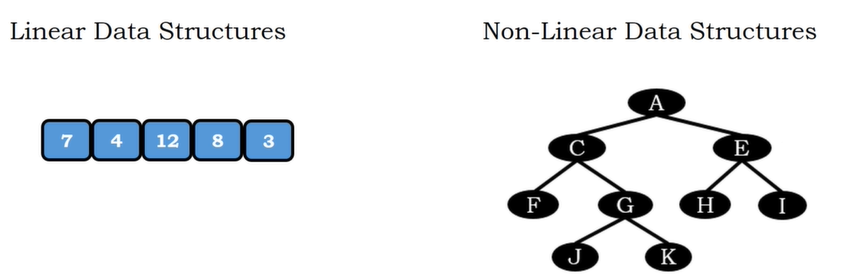 Linear Data Structures
Non-Linear Data Structures
7 4 12 8 3
A
C E
F G H I
J K